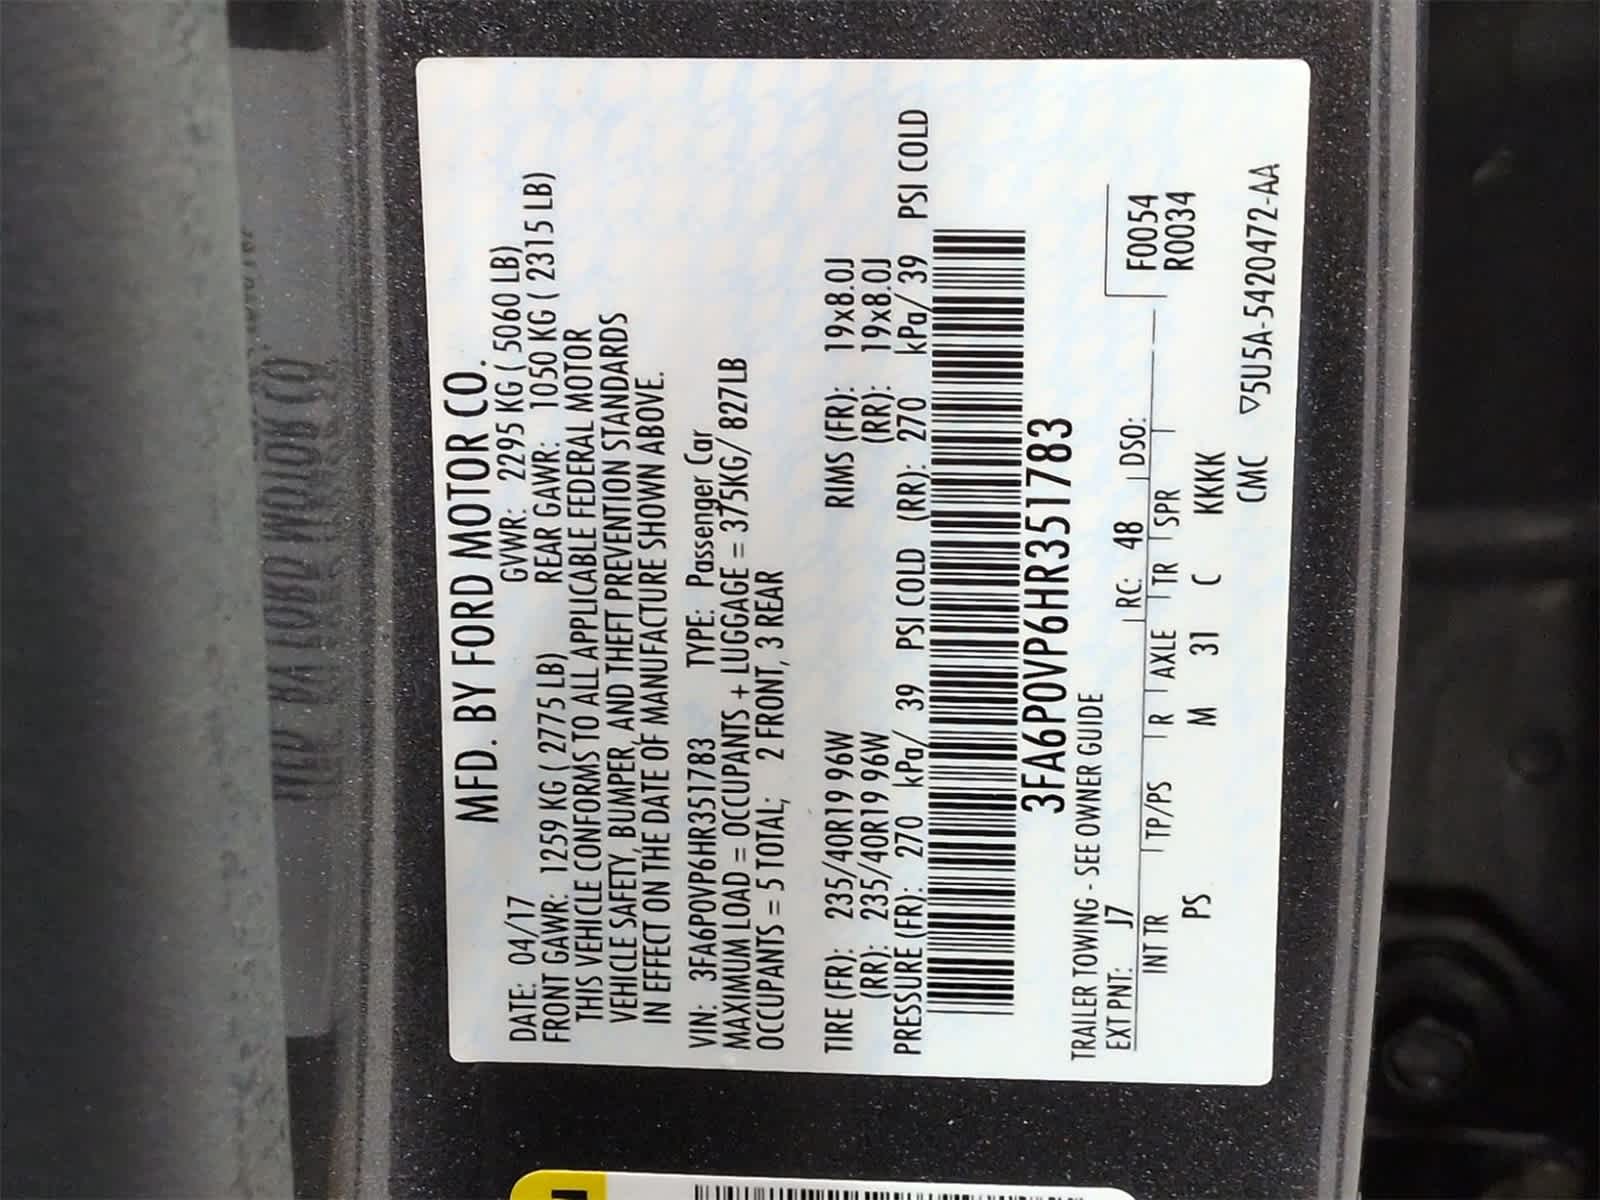 MFD. BY FORD MOTOR CO.
DATE: 04/17 GVWR: 2295 KG ( 5060 LB)
FRONT GAWR: 1259 KG ( 2775 LB) REAR GAWR: 1050 KG ( 2315 LB)
THIS VEHICLE CONFORMS TO ALL APPLICABLE FEDERAL MOTOR
VEHICLE SAFETY, BUMPER, AND THEFT PREVENTION STANDARDS
IN EFFECT ON THE DATE OF MANUFACTURE SHOWN ABOVE.
VIN: 3FA6P0VP6HR351783 TYPE: Passenger Car
MAXIMUM LOAD = OCCUPANTS + LUGGAGE = 375KG/ 827LB
OCCUPANTS = 5 TOTAL; 2 FRONT, 3 REAR
TIRE (FR): 235/40R19 96W RIMS (FR): 19x8.0J
(RR): 235/40R19 96W (RR): 19x8.0J
PRESSURE (FR): 270 kPa/ 39 PSI COLD (RR): 270 kPa/ 39 PSI COLD
3FA6P0VP6HR351783
TRAILER TOWING - SEE OWNER GUIDE
EXT PNT: J7 RC: 48 DSO: F0054
R0034
INT TR TP/PS R AXLE TR SPR
PS M 31 C KKKK
CMC ▽5U5A-5420472-AA